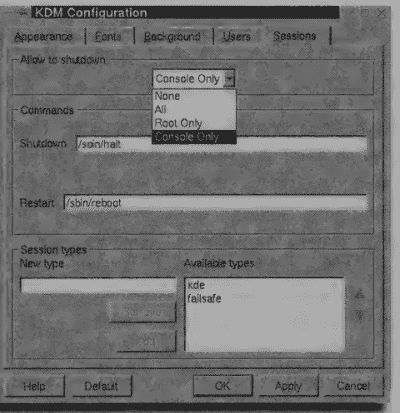 KDM Configuration
Appearance
Fonts
Background
Users
Sessions
Allow to shutdown
Console Only
None
All
Root Only
Console Only
Commands
Shutdown /sbin/halt
Restart /sbin/reboot
Session types
New type
Available types
kde
failsafe
Help
Default
OK
Apply
Cancel